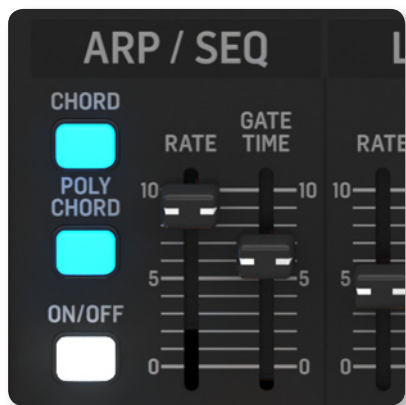 ARP / SEQ
L
CHORD
GATE
RATE TIME RATE
POLY
CHORD
10 10 10
5 5 5
ON/OFF
0 0 0